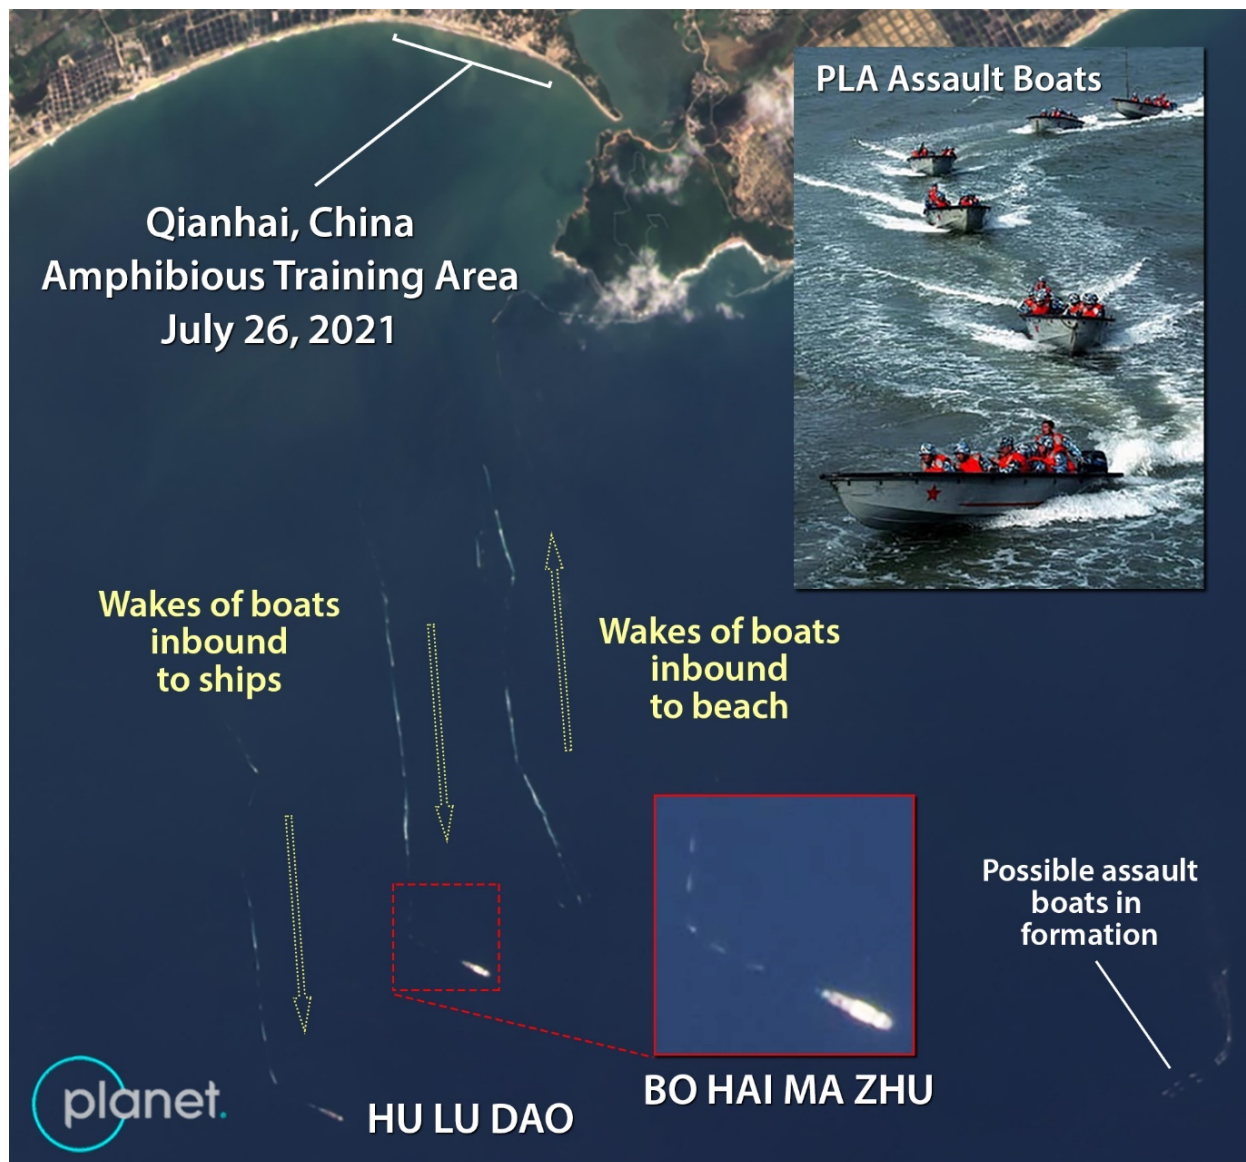 PLA Assault Boats
Qianhai, China
Amphibious Training Area
July 26, 2021
Wakes of boats
inbound
to ships
Wakes of boats
inbound
to beach
Possible assault
boats in
formation
BO HAI MA ZHU
HU LU DAO
planet.